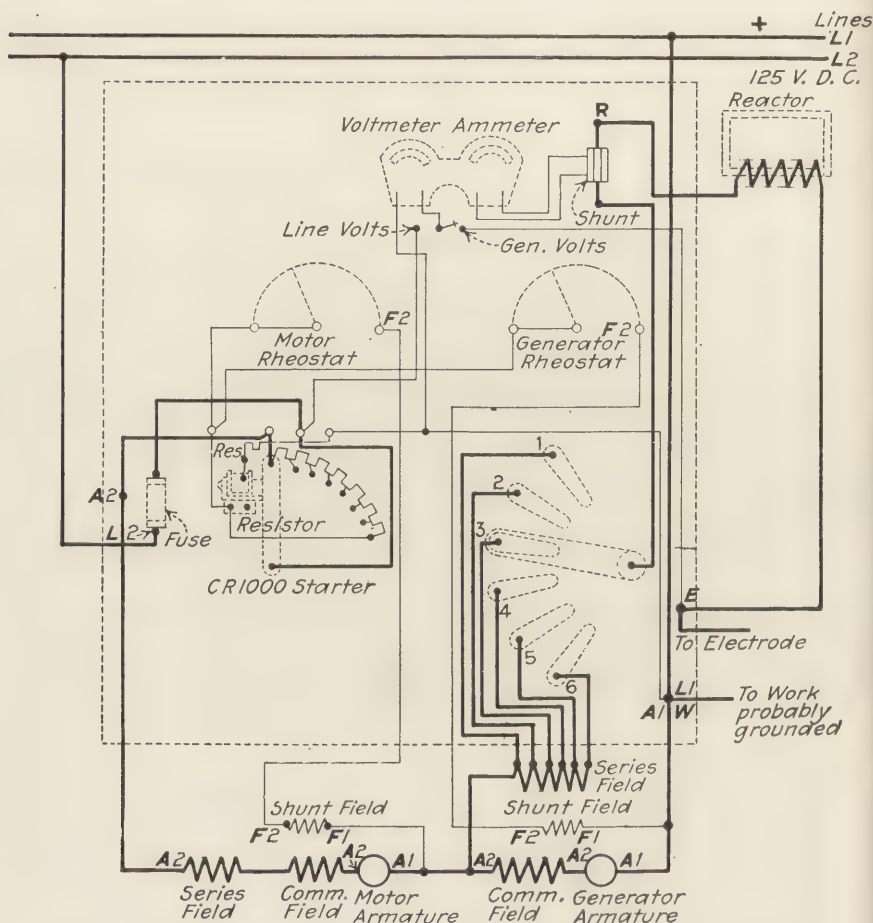 + Lines
L1
L2
125 V. D. C.
Reactor
R
Voltmeter Ammeter
Shunt
Line Volts
Gen. Volts
F2
Motor
Rheostat
F2
Generator
Rheostat
Res.
1
2
3
4
5
6
A2
L2
Fuse
Resistor
CR1000 Starter
E
To Electrode
L1
A1 W
To Work
probably
grounded
Series
Field
Shunt Field
F2 F1
Shunt Field
F2 F1
A2
Series
Field
Comm.
Field
A2
Motor
Armature
A1
A2
Comm.
Field
A2
Generator
Armature
A1